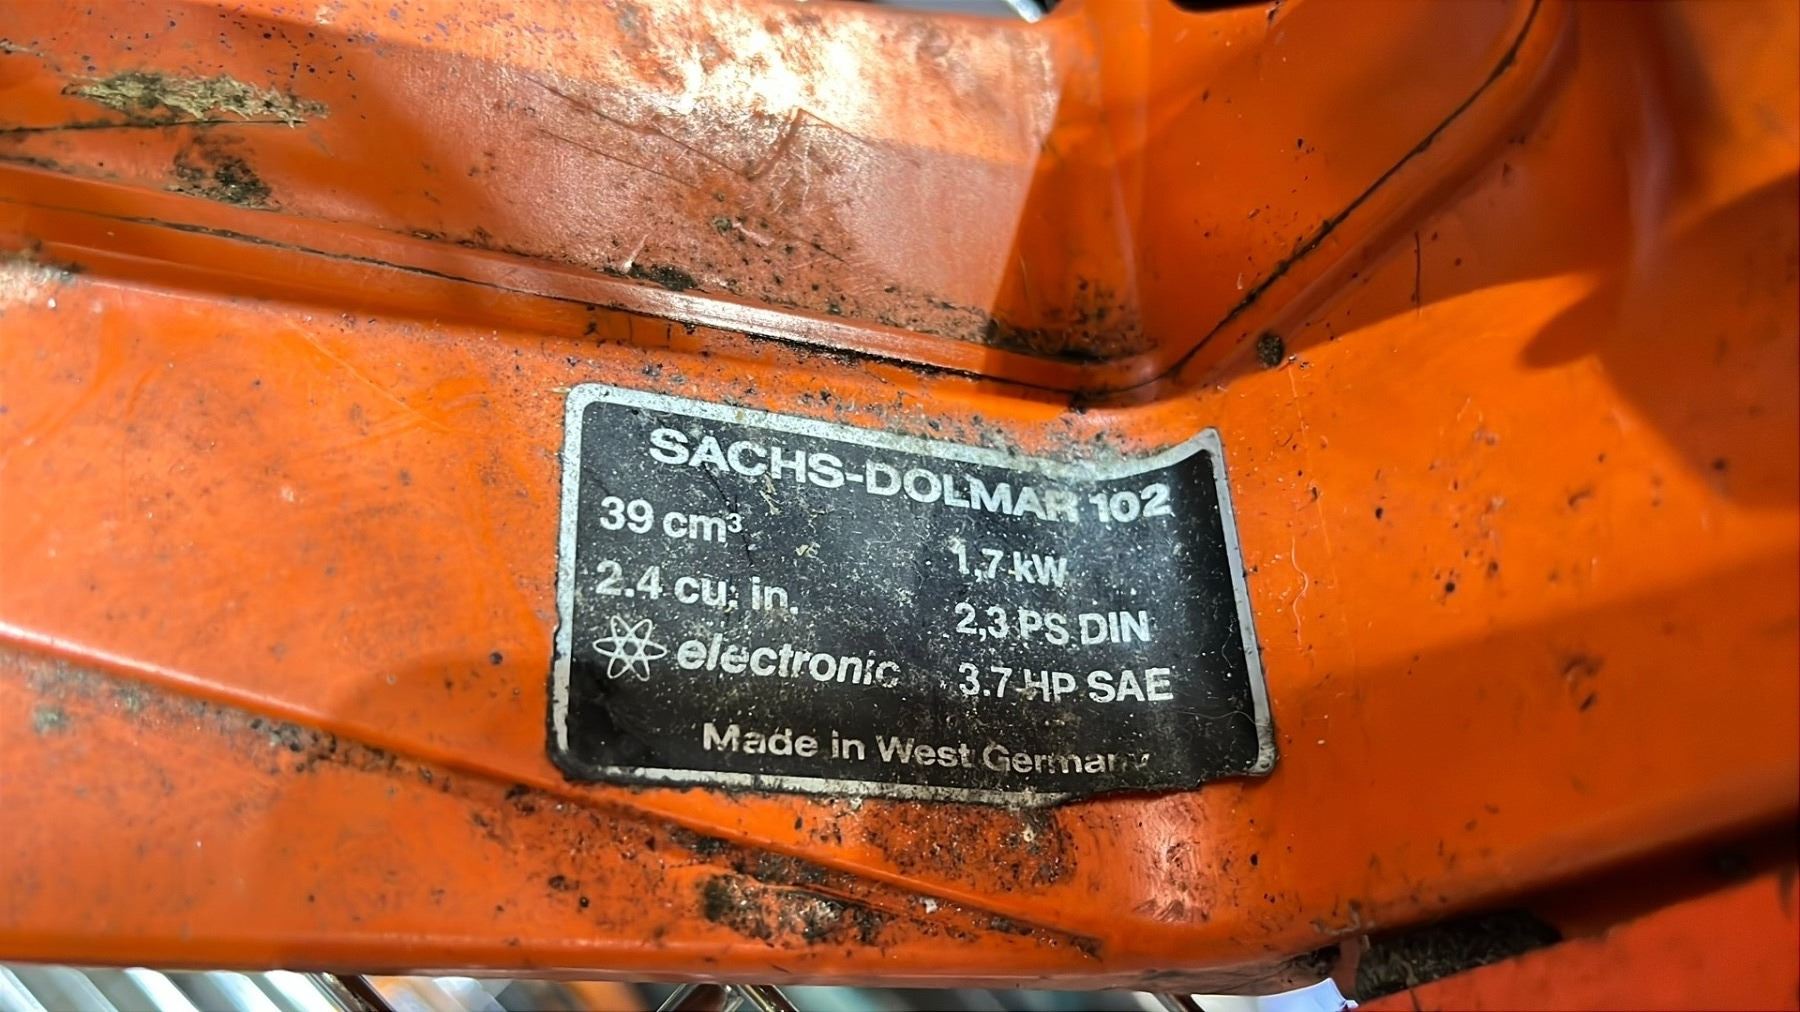 SACHS-DOLMAR 102
39 cm³
1,7 kW
2.4 cu. in.
2,3 PS DIN
electronic
3.7 HP SAE
Made in West Germany